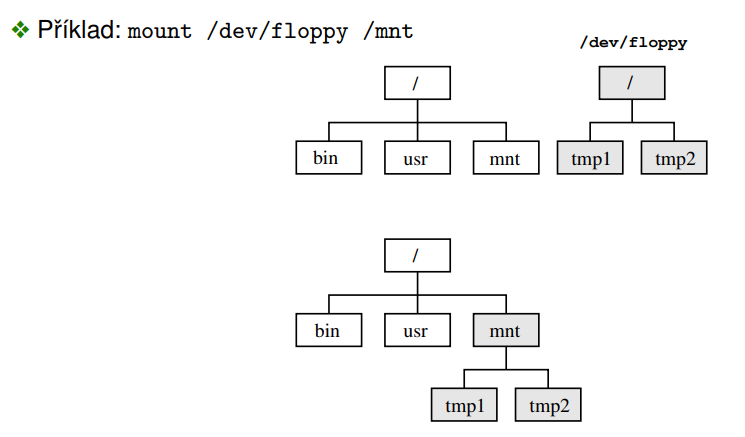 ❖ Příklad: mount /dev/floppy /mnt
/dev/floppy
/ /
bin usr mnt tmp1 tmp2
/
bin usr mnt
tmp1 tmp2